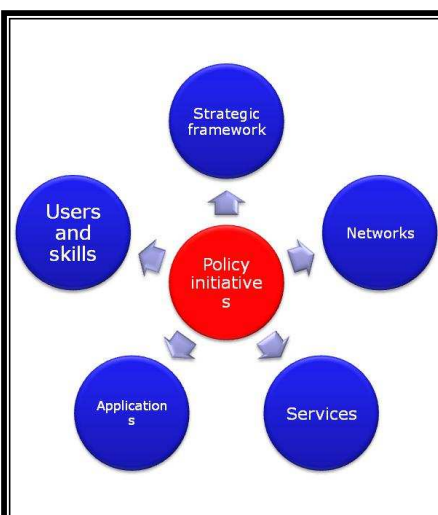 Strategic
framework
Users
and
skills
Networks
Policy
initiative
s
Application
s
Services